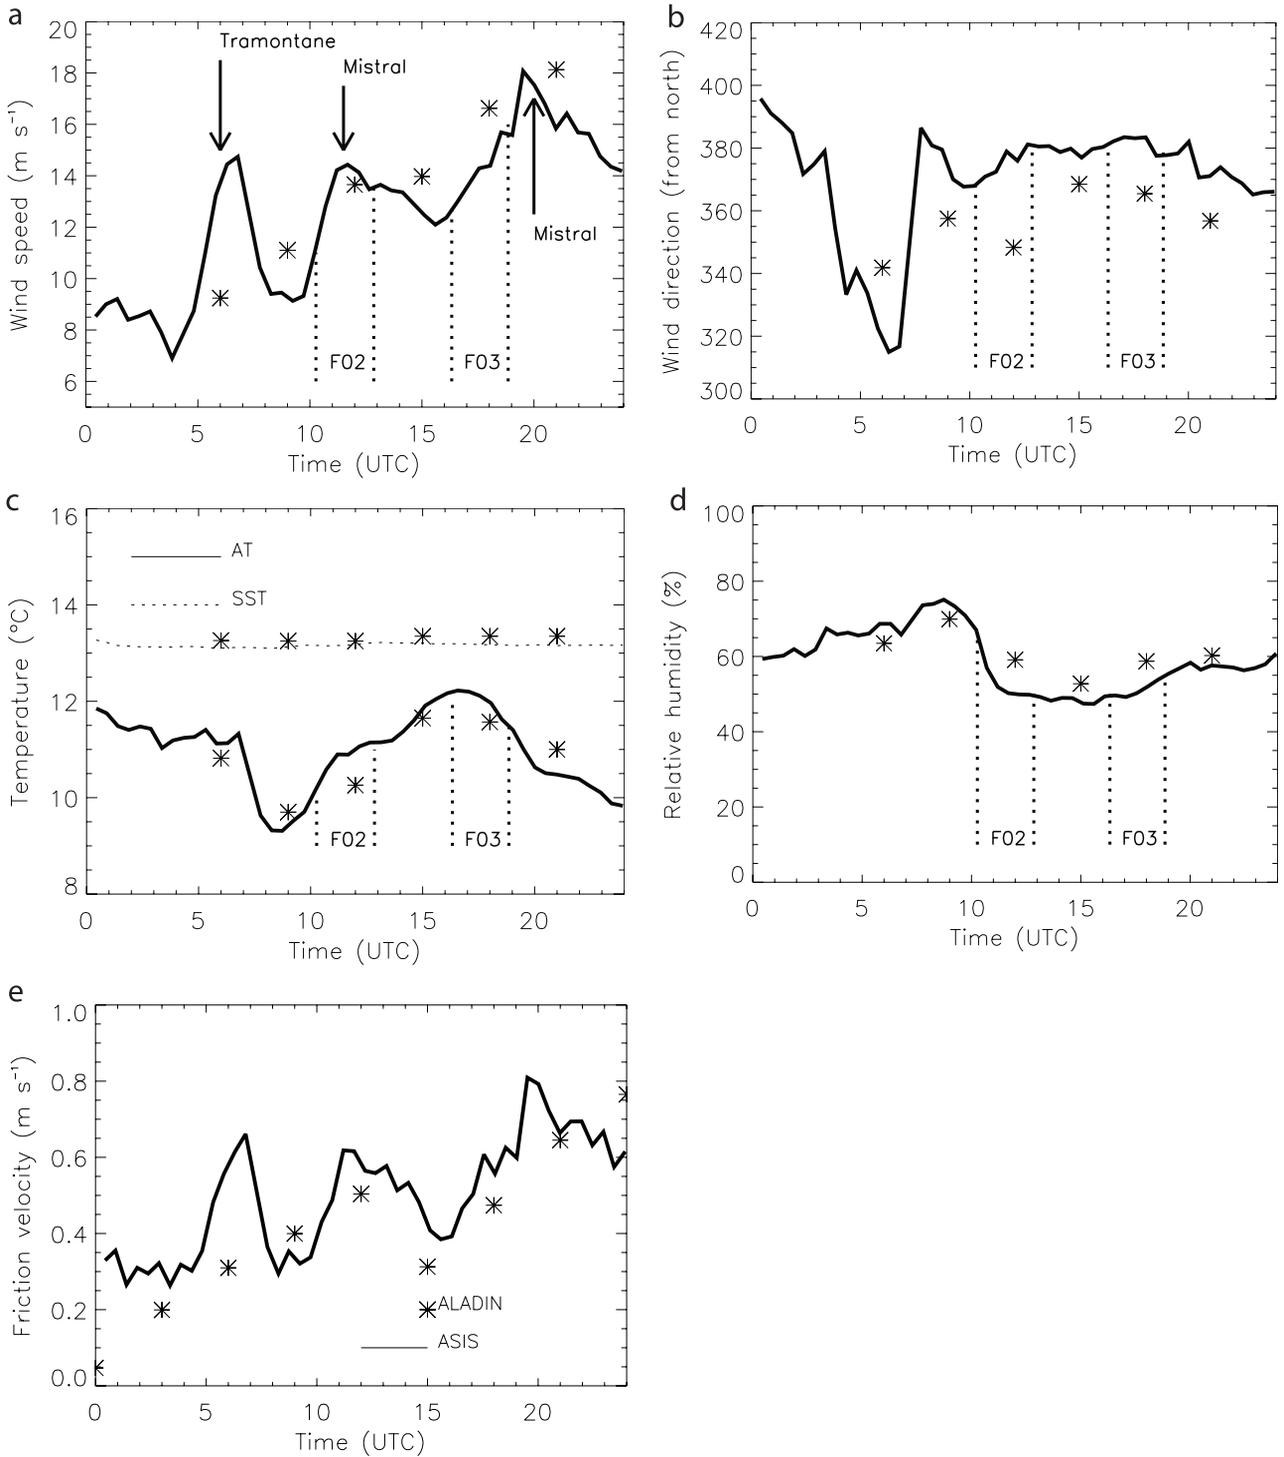 a
Wind speed (m s⁻¹)
20
18
16
14
12
10
8
6
Tramontane
Mistral
Mistral
F02
F03
0 5 10 15 20
Time (UTC)
b
Wind direction (from north)
420
400
380
360
340
320
300
F02
F03
0 5 10 15 20
Time (UTC)
c
Temperature (°C)
16
14
12
10
8
AT
SST
F02
F03
0 5 10 15 20
Time (UTC)
d
Relative humidity (%)
100
80
60
40
20
0
F02
F03
0 5 10 15 20
Time (UTC)
e
Friction velocity (m s⁻¹)
1.0
0.8
0.6
0.4
0.2
0.0
ALADIN
ASIS
0 5 10 15 20
Time (UTC)